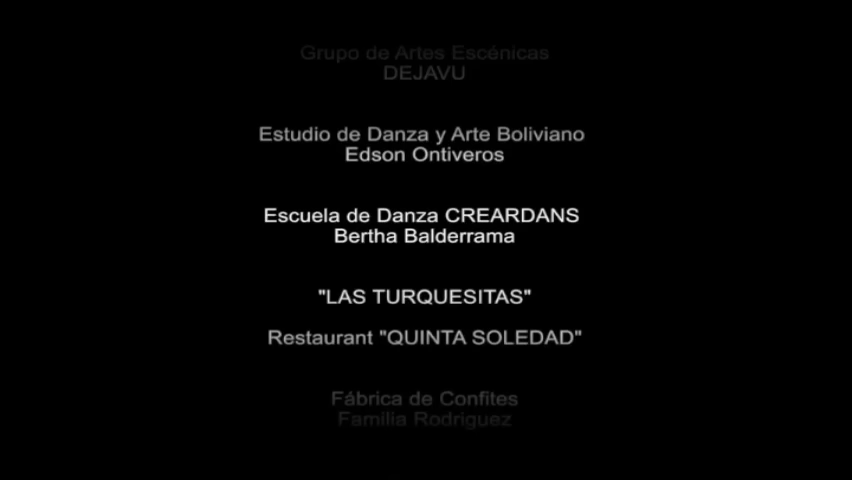 Grupo de Artes Escénicas
DEJAVU
Estudio de Danza y Arte Boliviano
Edson Ontiveros
Escuela de Danza CREARDANS
Bertha Balderrama
"LAS TURQUESITAS"
Restaurant "QUINTA SOLEDAD"
Fábrica de Confites
Familia Rodriguez